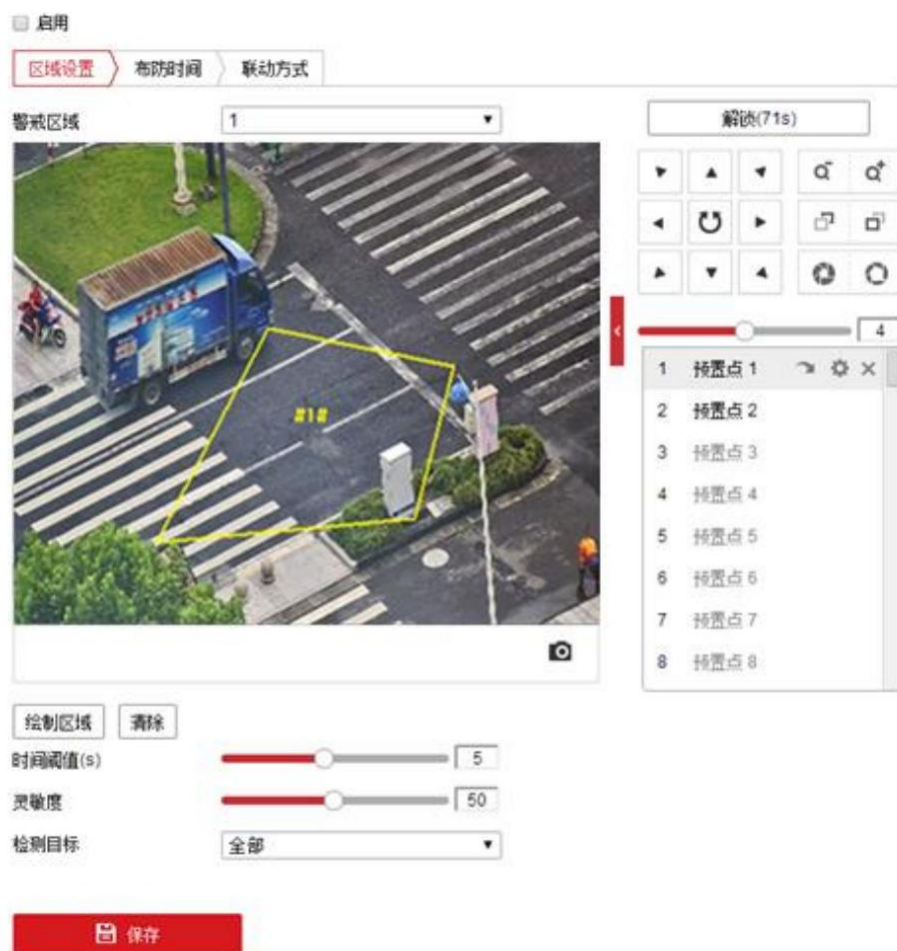 启用
区域设置
布防时间
联动方式
警戒区域
1
解锁(71s)
#1#
4
1 预置点 1
2 预置点 2
3 预置点 3
4 预置点 4
5 预置点 5
6 预置点 6
7 预置点 7
8 预置点 8
绘制区域
清除
时间阈值(s)
5
灵敏度
50
检测目标
全部
保存